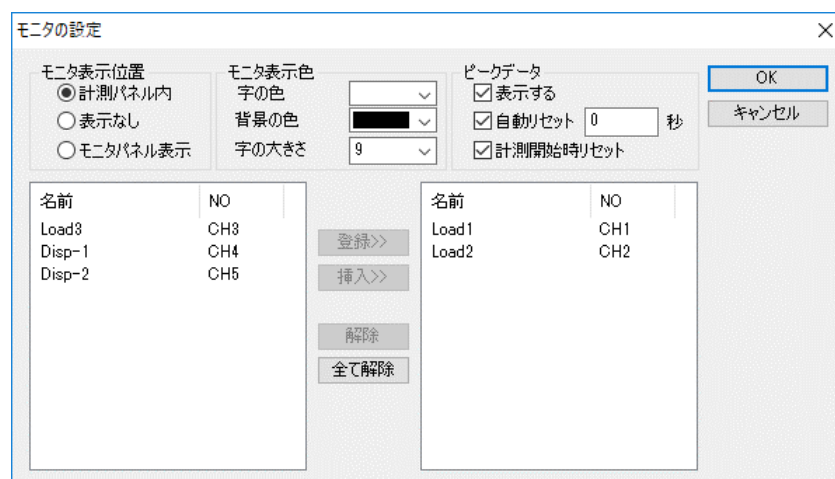 モニタの設定
モニタ表示位置
計測パネル内
表示なし
モニタパネル表示
モニタ表示色
字の色
背景の色
字の大きさ 9
ピークデータ
表示する
自動リセット 0 秒
計測開始時リセット
OK
キャンセル
名前 NO
Load3 CH3
Disp-1 CH4
Disp-2 CH5
登録>>
挿入>>
解除
全て解除
名前 NO
Load1 CH1
Load2 CH2